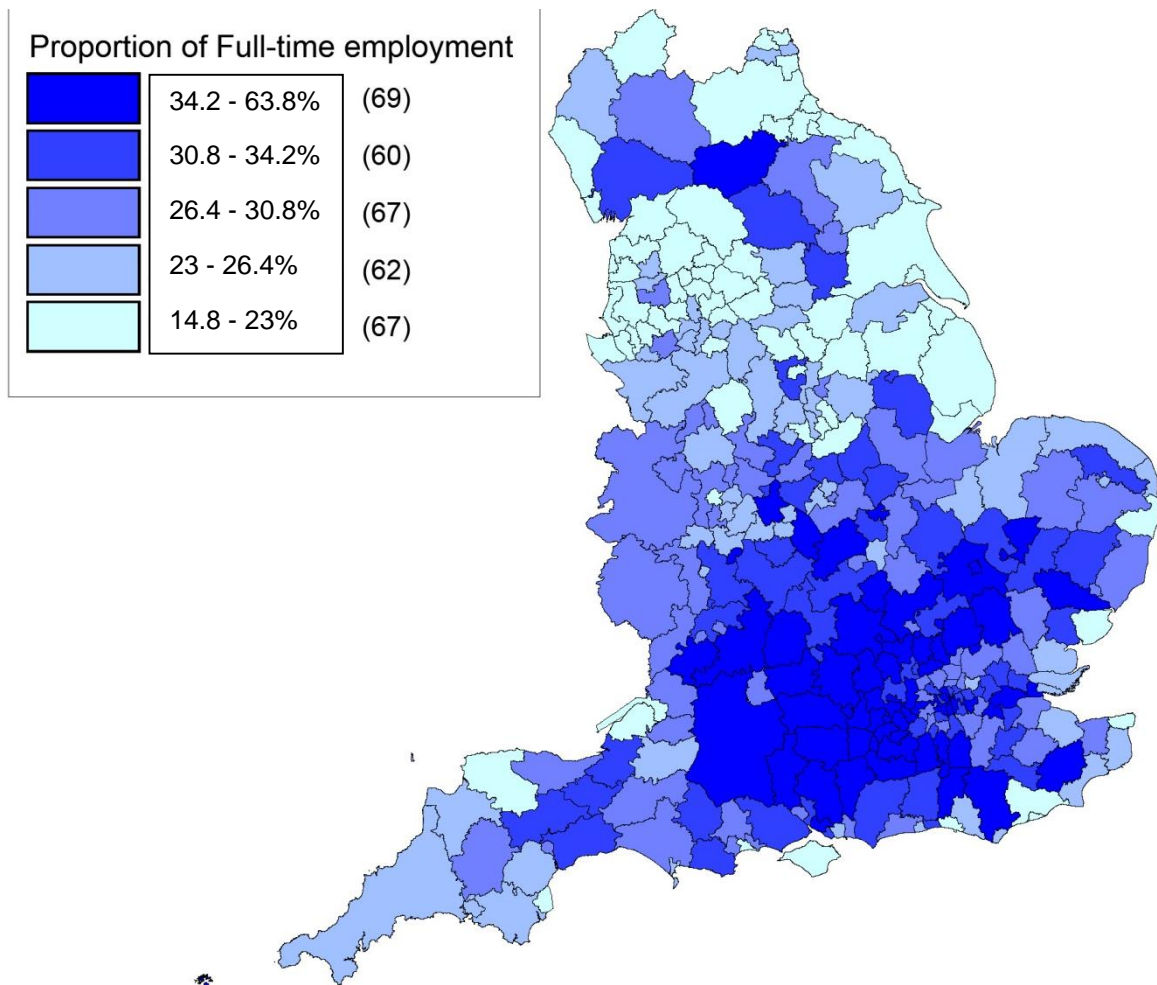 Proportion of Full-time employment
34.2 - 63.8% (69)
30.8 - 34.2% (60)
26.4 - 30.8% (67)
23 - 26.4% (62)
14.8 - 23% (67)